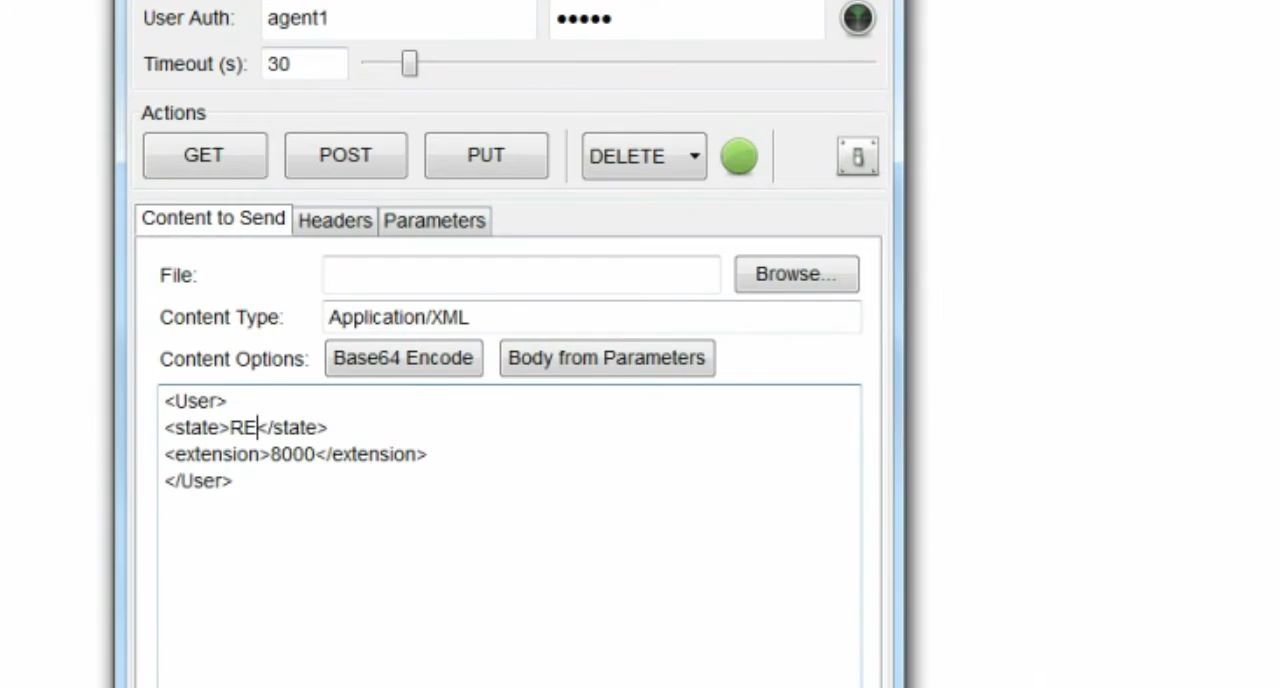 User Auth: agent1 •••••
Timeout (s): 30
Actions
GET POST PUT DELETE
Content to Send Headers Parameters
File: Browse...
Content Type: Application/XML
Content Options: Base64 Encode Body from Parameters
<User>
<state>RE</state>
<extension>8000</extension>
</User>